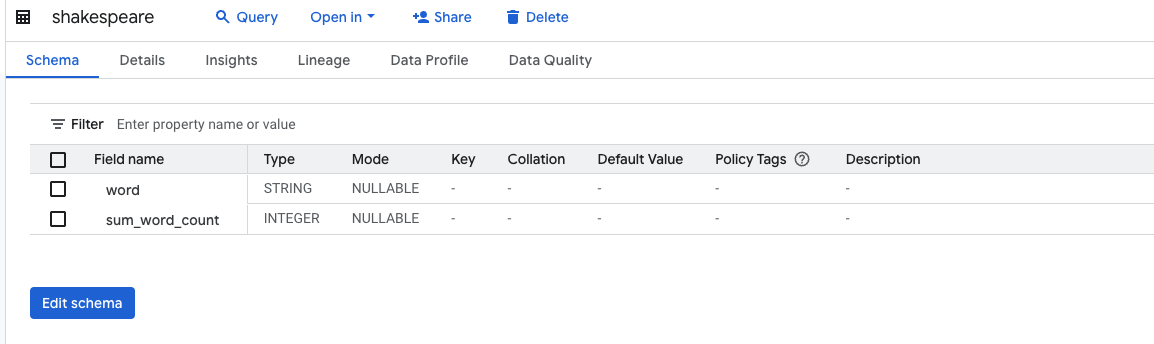 shakespeare Query Open in Share Delete
Schema Details Insights Lineage Data Profile Data Quality
Filter Enter property name or value
Field name Type Mode Key Collation Default Value Policy Tags ? Description
word STRING NULLABLE - - - - -
sum_word_count INTEGER NULLABLE - - - - -
Edit schema